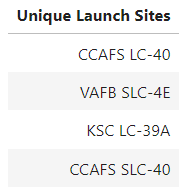 Unique Launch Sites
CCAFS LC-40
VAFB SLC-4E
KSC LC-39A
CCAFS SLC-40